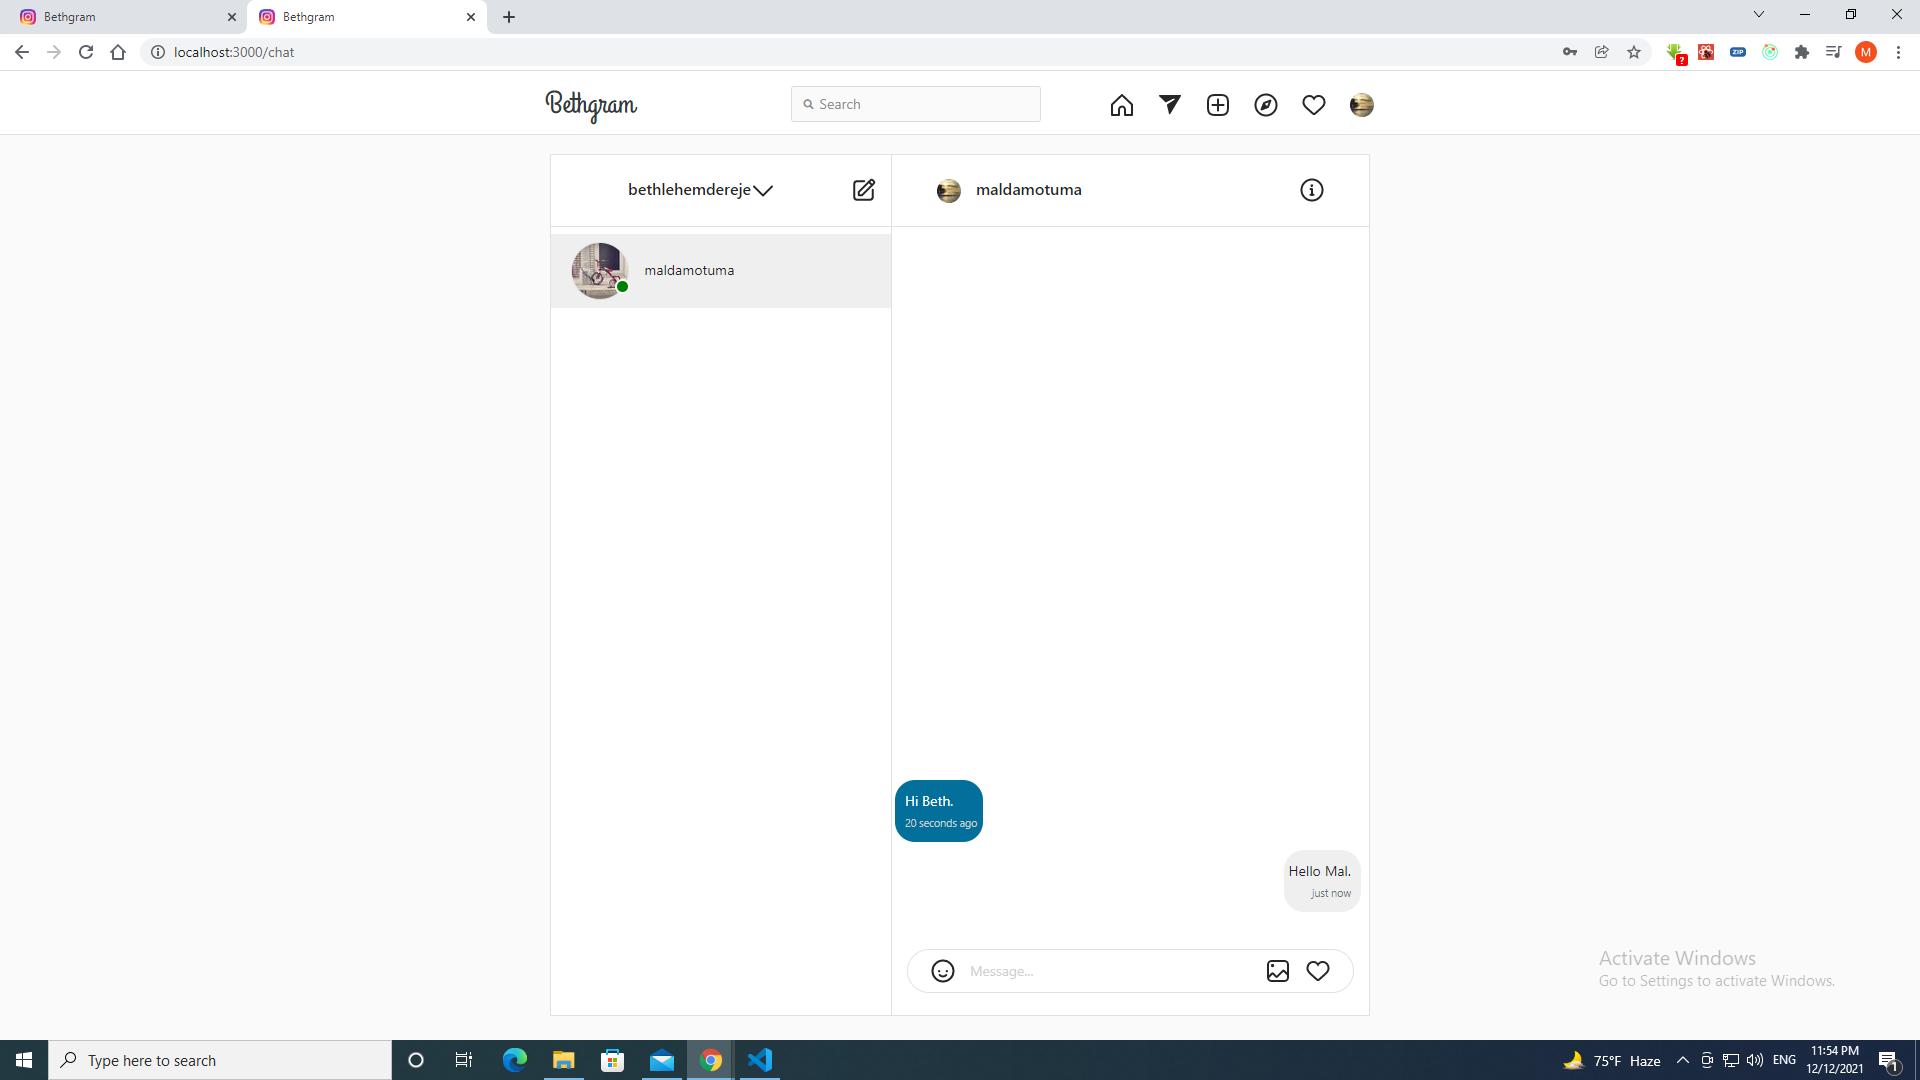 Bethgram
Bethgram
localhost:3000/chat
?
ZIP
M
Bethgram
Search
bethlehemdereje
maldamotuma
maldamotuma
Hi Beth.
20 seconds ago
Hello Mal.
just now
Message...
Activate Windows
Go to Settings to activate Windows.
Type here to search
75°F Haze
ENG
11:54 PM
12/12/2021
1